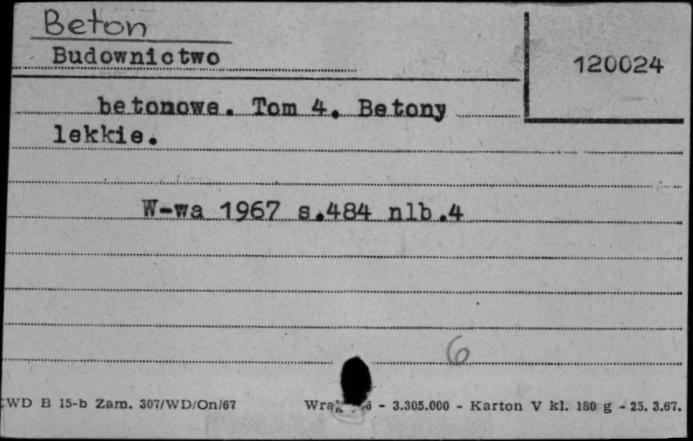 Beton
Budownictwo
120024
betonowe. Tom 4. Betony
lekkie.
W-wa 1967 s.484 nlb.4
6
WD B 15-b Zam. 307/WD/On/67
- 3.305.000 - Karton V kl. 180 g - 25. 3.67.